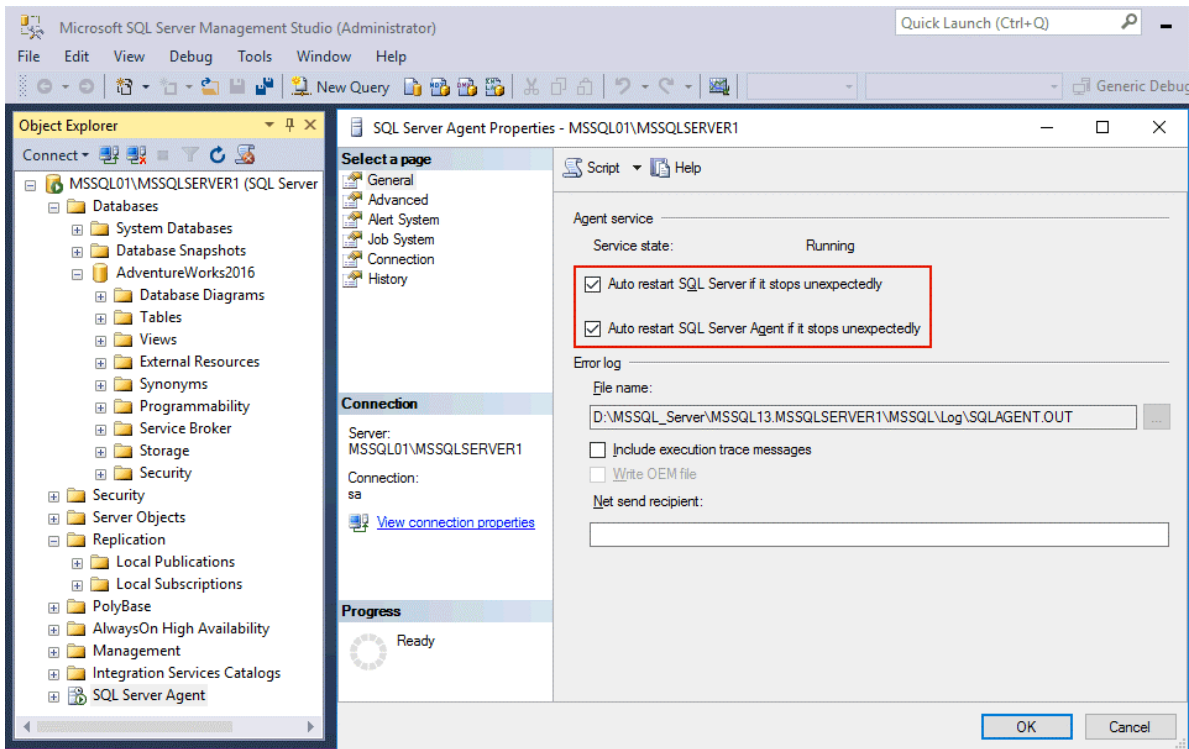 Microsoft SQL Server Management Studio (Administrator)
Quick Launch (Ctrl+Q)
File Edit View Debug Tools Window Help
New Query
Generic Debug
Object Explorer
Connect
MSSQL01\MSSQLSERVER1 (SQL Server
Databases
System Databases
Database Snapshots
AdventureWorks2016
Database Diagrams
Tables
Views
External Resources
Synonyms
Programmability
Service Broker
Storage
Security
Security
Server Objects
Replication
Local Publications
Local Subscriptions
PolyBase
AlwaysOn High Availability
Management
Integration Services Catalogs
SQL Server Agent
SQL Server Agent Properties - MSSQL01\MSSQLSERVER1
Select a page
General
Advanced
Alert System
Job System
Connection
History
Connection
Server:
MSSQL01\MSSQLSERVER1
Connection:
sa
View connection properties
Progress
Ready
Script Help
Agent service
Service state: Running
Auto restart SQL Server if it stops unexpectedly
Auto restart SQL Server Agent if it stops unexpectedly
Error log
File name:
D:\MSSQL_Server\MSSQL13.MSSQLSERVER1\MSSQL\Log\SQLAGENT.OUT
...
Include execution trace messages
Write OEM file
Net send recipient:
OK Cancel